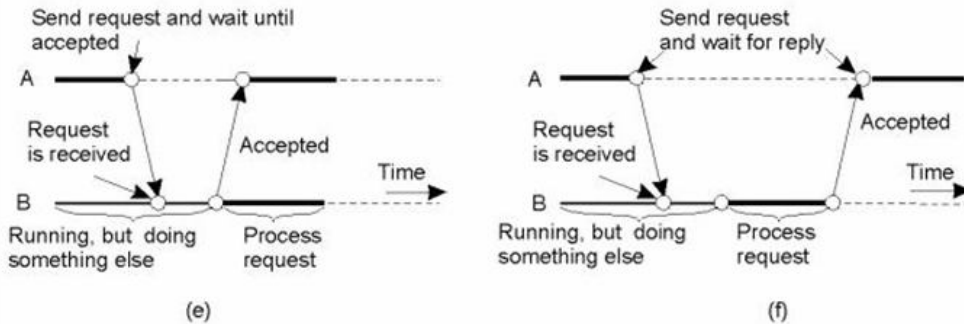 Send request and wait until
accepted
A
Request
is received
Accepted
Time
B
Running, but doing
something else
Process
request
(e)
Send request
and wait for reply
A
Request
is received
Accepted
Time
B
Running, but doing
something else
Process
request
(f)